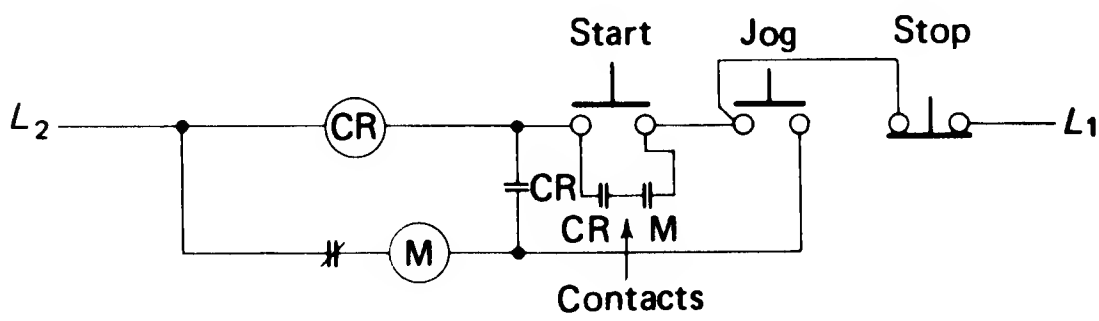 Start Jog Stop
L2 CR L1
CR
CR M
M
Contacts